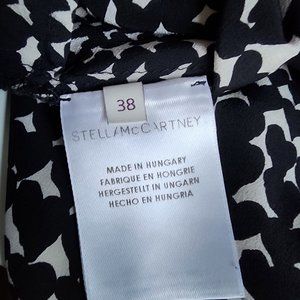 38
STELLA McCARTNEY
MADE IN HUNGARY
FABRIQUE EN HONGRIE
HERGESTELLT IN UNGARN
HECHO EN HUNGRIA